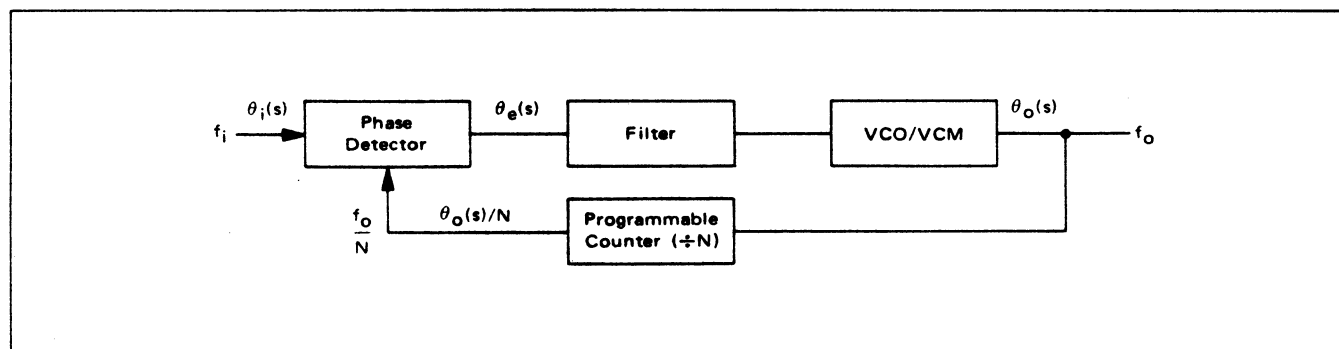 θi(s)
fi
Phase
Detector
θe(s)
Filter
VCO/VCM
θo(s)
fo
fo
N
θo(s)/N
Programmable
Counter (÷N)